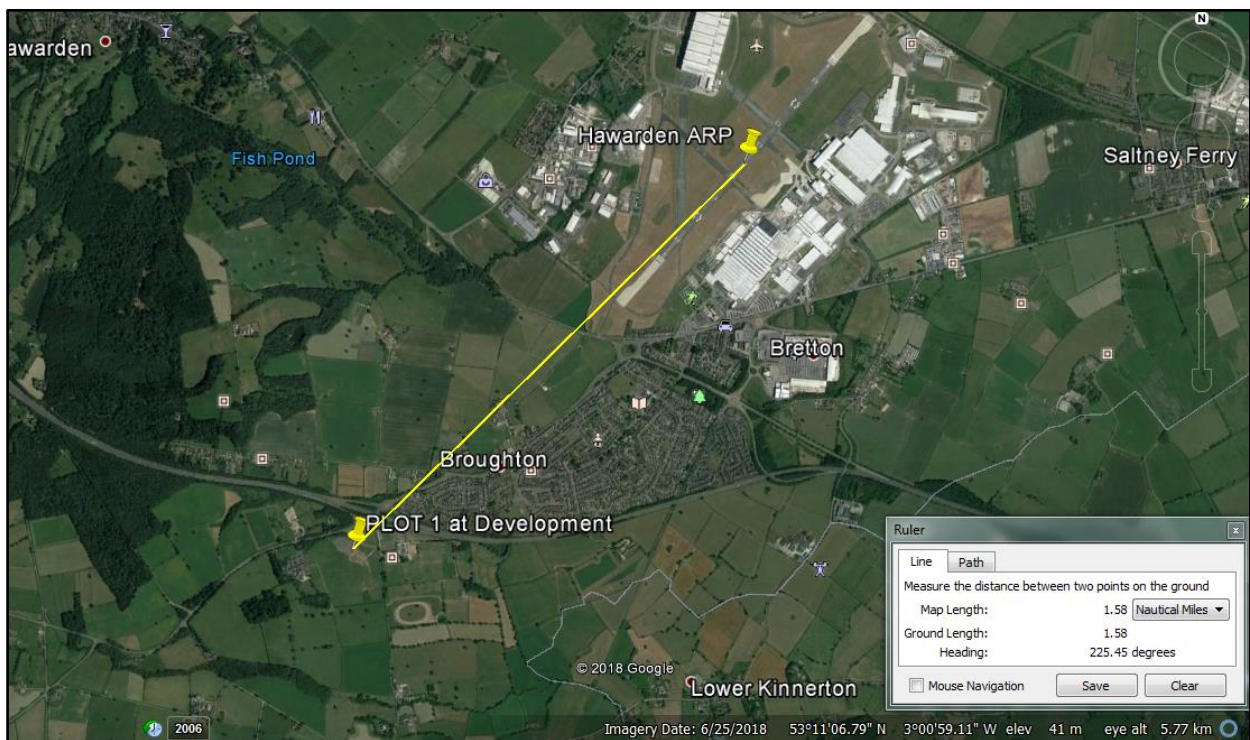 N
awarden
Hawarden ARP
Fish Pond
Saltney Ferry
Bretton
Broughton
PLOT 1 at Development
Lower Kinnerton
© 2018 Google
Ruler
Line Path
Measure the distance between two points on the ground
Map Length: 1.58 Nautical Miles
Ground Length: 1.58
Heading: 225.45 degrees
Mouse Navigation Save Clear
2006 Imagery Date: 6/25/2018 53°11'06.79" N 3°00'59.11" W elev 41 m eye alt 5.77 km